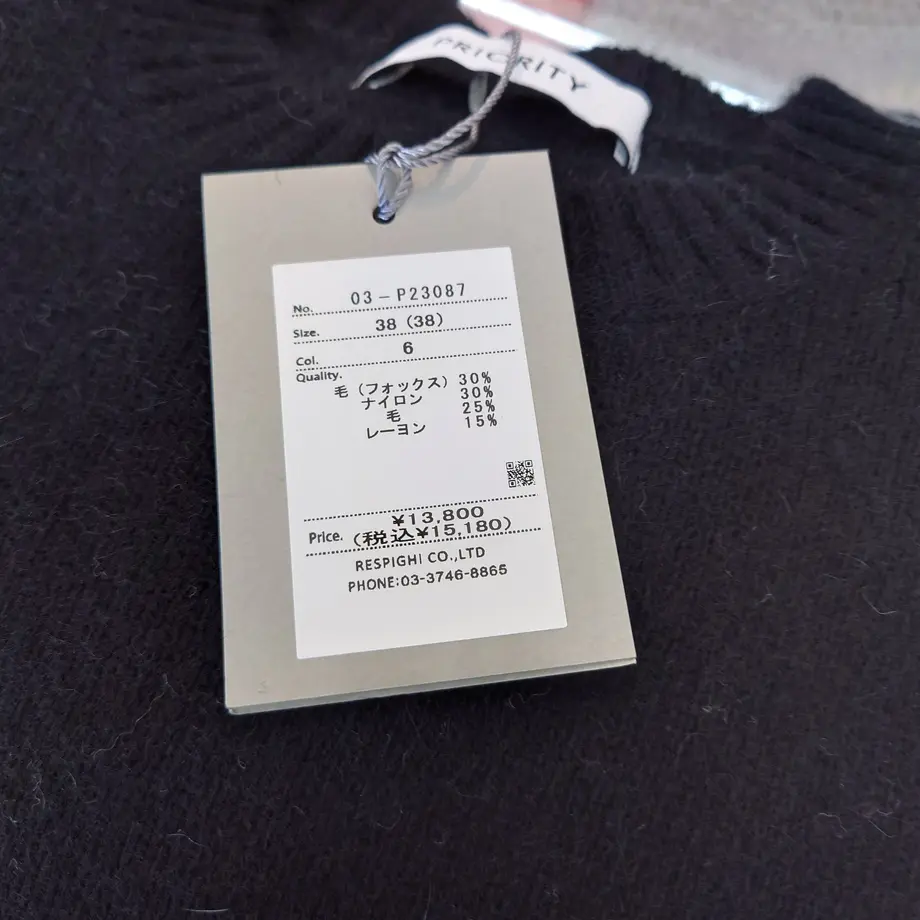 PRIORITY
No. 03-P23087
Size. 38 (38)
Col. 6
Quality.
毛(フォックス) 30%
ナイロン 30%
毛 25%
レーヨン 15%
¥13,800
Price. (税込¥15,180)
RESPIGHI CO.,LTD
PHONE:03-3746-8865